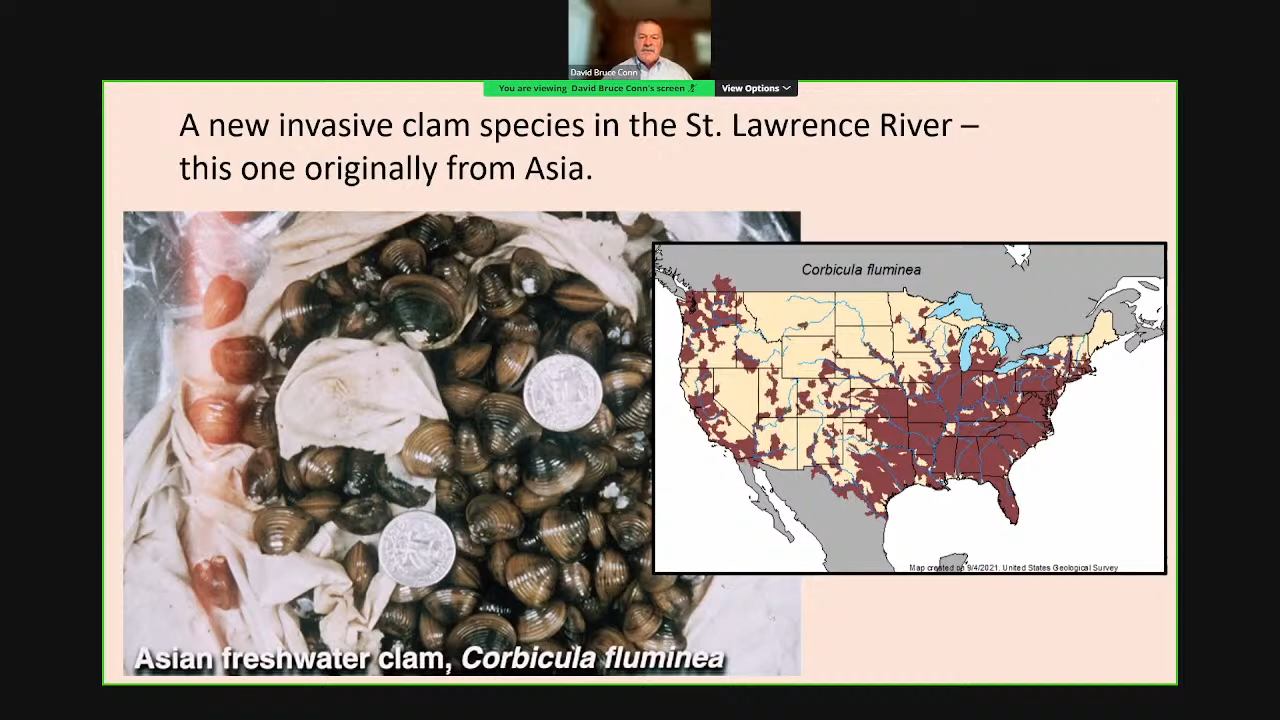 David Bruce Conn
You are viewing David Bruce Conn's screen
View Options
A new invasive clam species in the St. Lawrence River –
this one originally from Asia.
Corbicula fluminea
Map created on 9/4/2021. United States Geological Survey
Asian freshwater clam, Corbicula fluminea